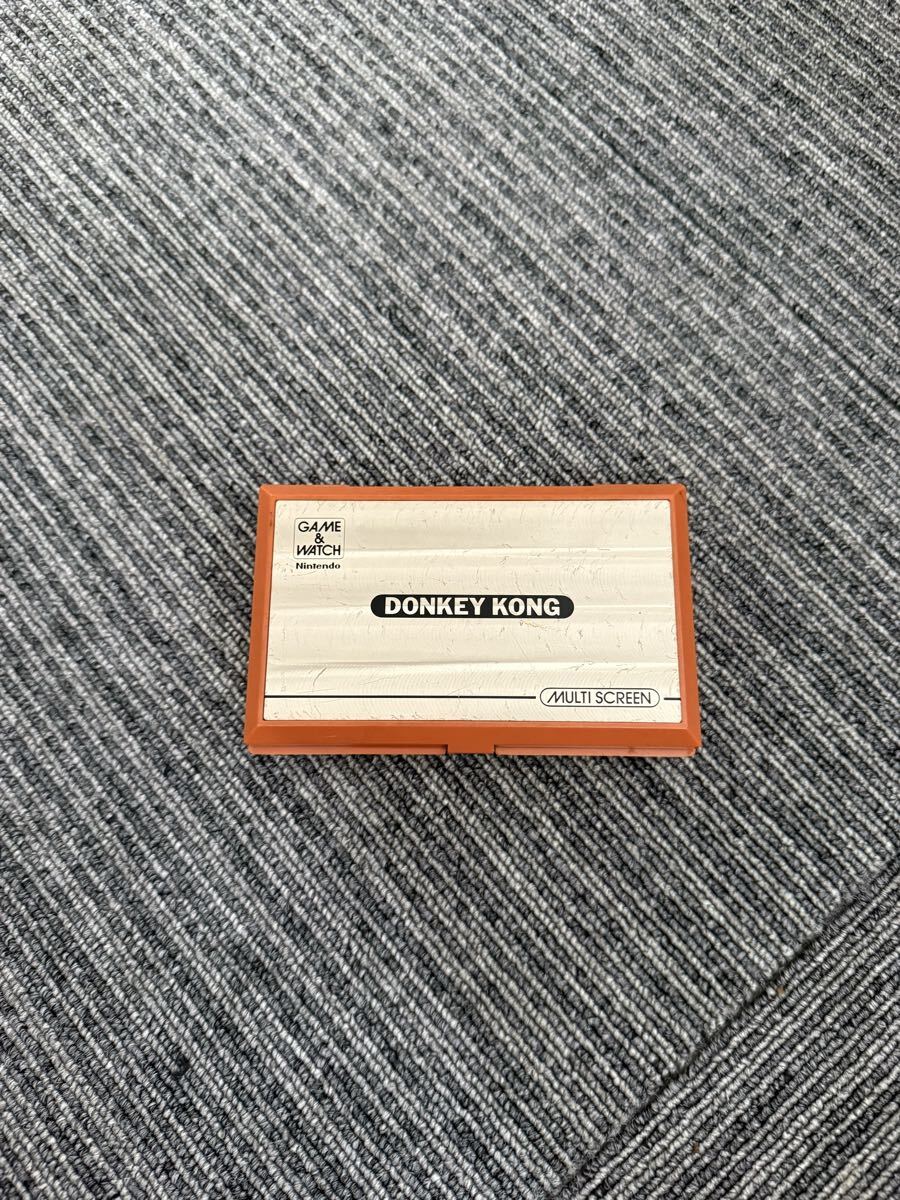 GAME
&
WATCH
Nintendo
DONKEY KONG
MULTI SCREEN